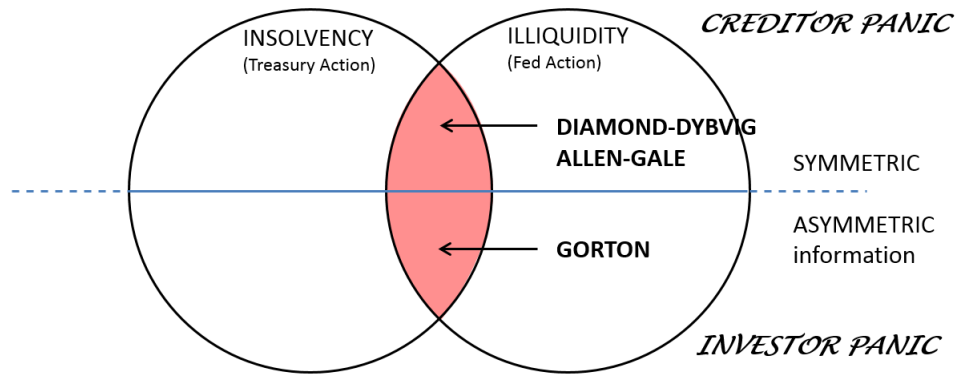 CREDITOR PANIC
INSOLVENCY
(Treasury Action)
ILLIQUIDITY
(Fed Action)
DIAMOND-DYBVIG
ALLEN-GALE
SYMMETRIC
ASYMMETRIC
information
GORTON
INVESTOR PANIC